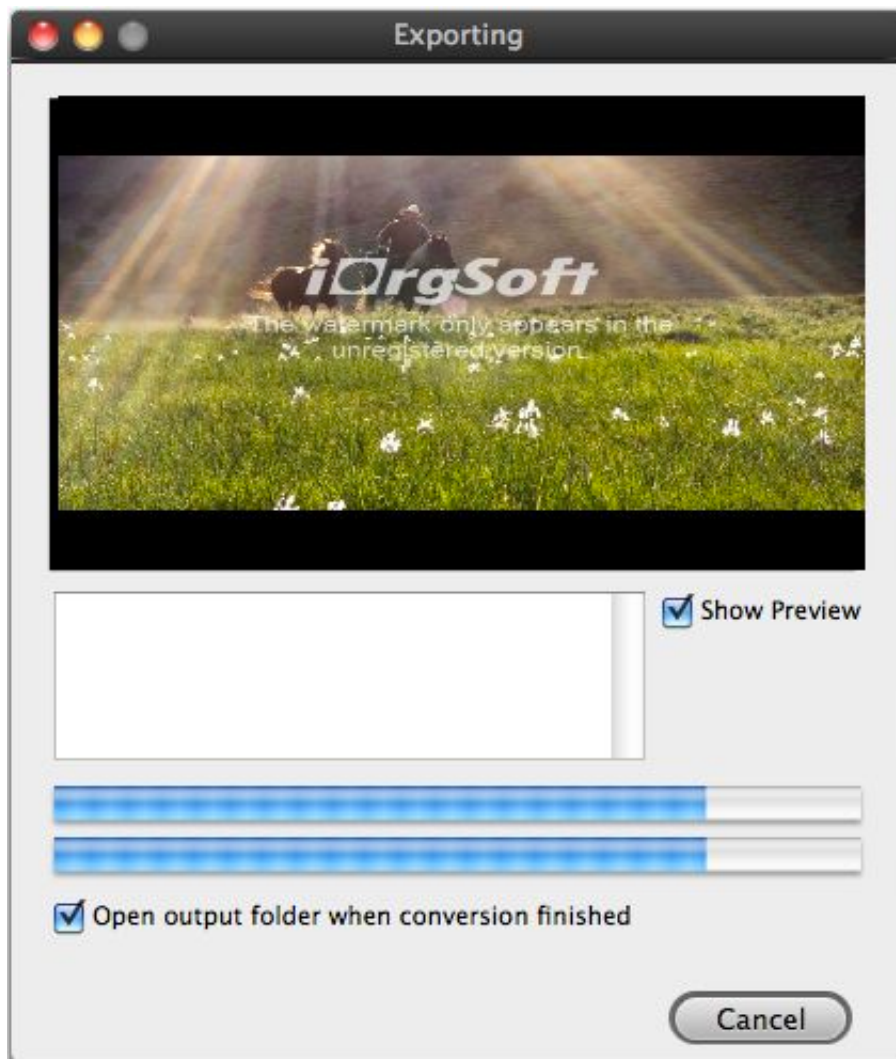 Exporting
iOrgSoft
The watermark only appears in the
unregistered version.
Show Preview
Open output folder when conversion finished
Cancel